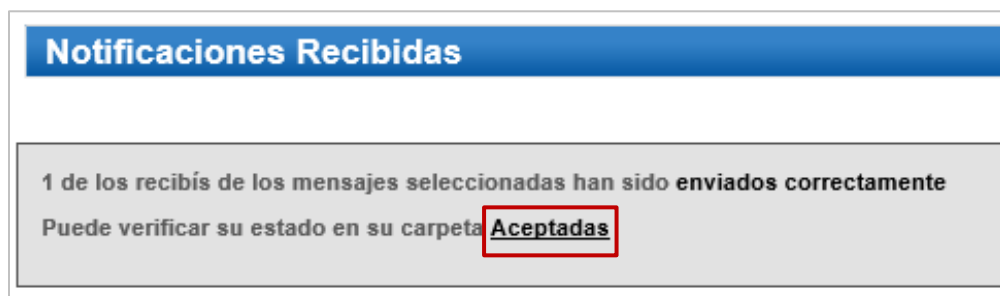 Notificaciones Recibidas
1 de los recibís de los mensajes seleccionadas han sido enviados correctamente
Puede verificar su estado en su carpeta Aceptadas